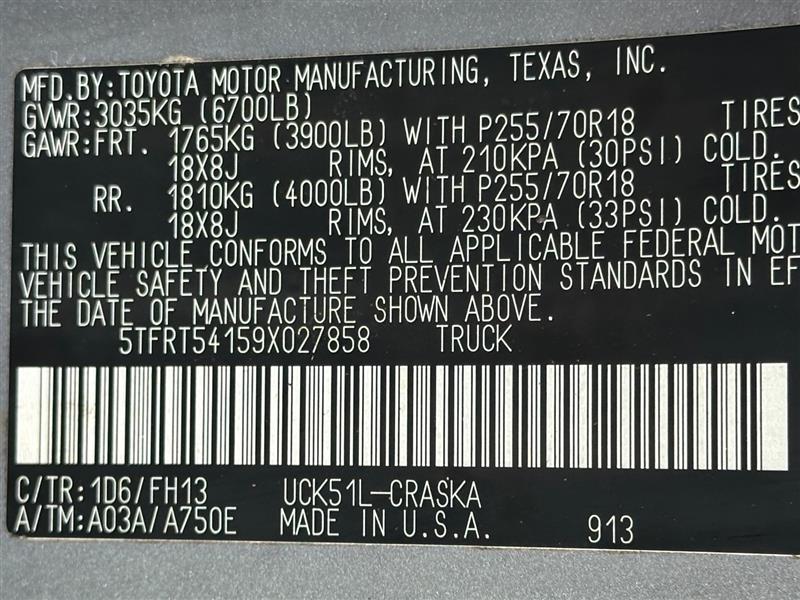 MFD.BY:TOYOTA MOTOR MANUFACTURING, TEXAS, INC.
GVWR:3035KG (6700LB)
GAWR:FRT. 1765KG (3900LB) WITH P255/70R18 TIRES
18X8J RIMS, AT 210KPA (30PSI) COLD.
RR. 1810KG (4000LB) WITH P255/70R18 TIRES
18X8J RIMS, AT 230KPA (33PSI) COLD.
THIS VEHICLE CONFORMS TO ALL APPLICABLE FEDERAL MOT
VEHICLE SAFETY AND THEFT PREVENTION STANDARDS IN EF
THE DATE OF MANUFACTURE SHOWN ABOVE.
5TFRT54159X027858 TRUCK
C/TR:1D6/FH13 UCK51L-CRASKA
A/TM:A03A/A750E MADE IN U.S.A. 913